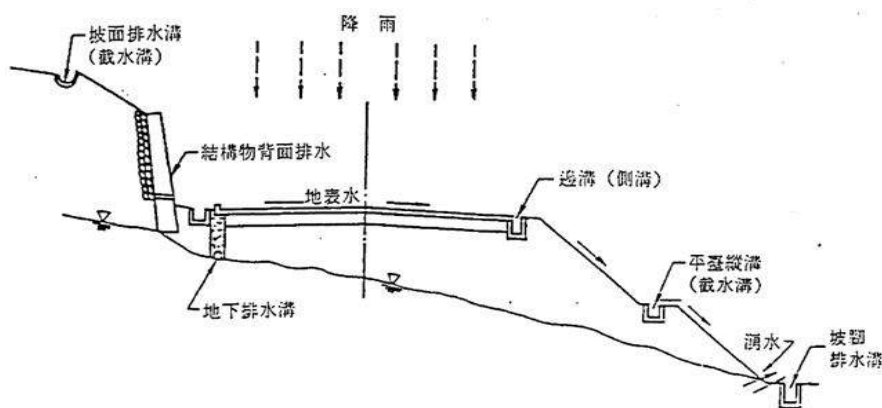 降 雨
坡面排水溝
(截水溝)
結構物背面排水
地表水
邊溝(側溝)
地下排水溝
平臺縱溝
(截水溝)
湧水
坡腳
排水溝